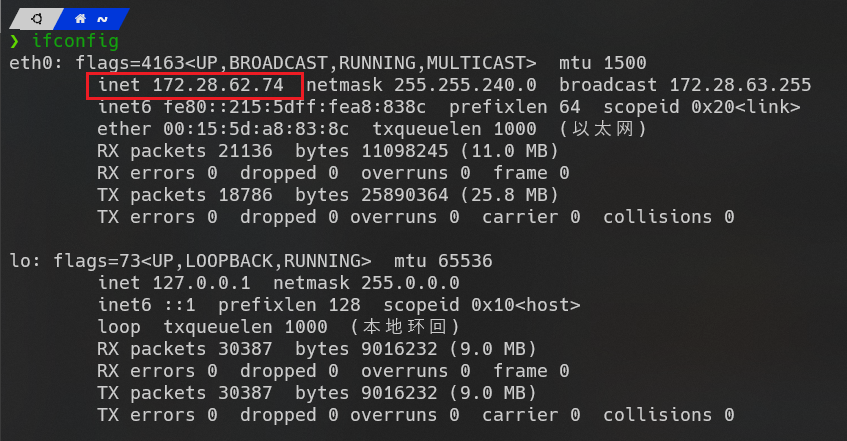 ~
❯ ifconfig
eth0: flags=4163<UP,BROADCAST,RUNNING,MULTICAST>  mtu 1500
        inet 172.28.62.74  netmask 255.255.240.0  broadcast 172.28.63.255
        inet6 fe80::215:5dff:fea8:838c  prefixlen 64  scopeid 0x20<link>
        ether 00:15:5d:a8:83:8c  txqueuelen 1000  (以太网)
        RX packets 21136  bytes 11098245 (11.0 MB)
        RX errors 0  dropped 0  overruns 0  frame 0
        TX packets 18786  bytes 25890364 (25.8 MB)
        TX errors 0  dropped 0 overruns 0  carrier 0  collisions 0

lo: flags=73<UP,LOOPBACK,RUNNING>  mtu 65536
        inet 127.0.0.1  netmask 255.0.0.0
        inet6 ::1  prefixlen 128  scopeid 0x10<host>
        loop  txqueuelen 1000  (本地环回)
        RX packets 30387  bytes 9016232 (9.0 MB)
        RX errors 0  dropped 0  overruns 0  frame 0
        TX packets 30387  bytes 9016232 (9.0 MB)
        TX errors 0  dropped 0 overruns 0  carrier 0  collisions 0